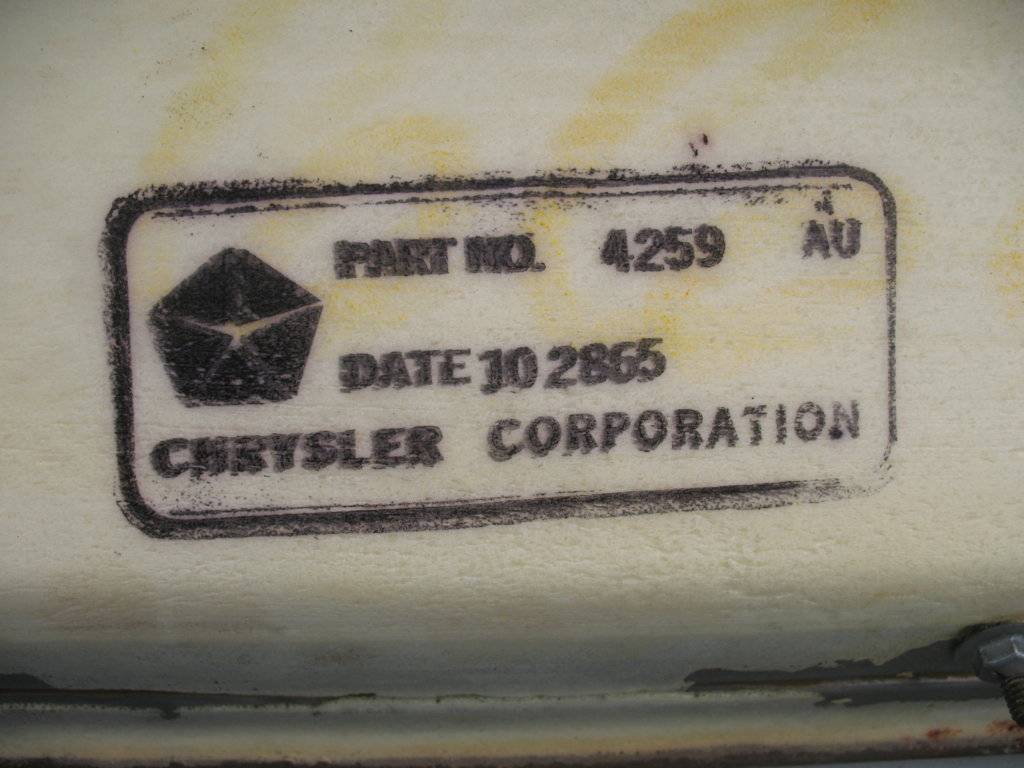 PART NO. 4259 AU
DATE 10 2865
CHRYSLER CORPORATION